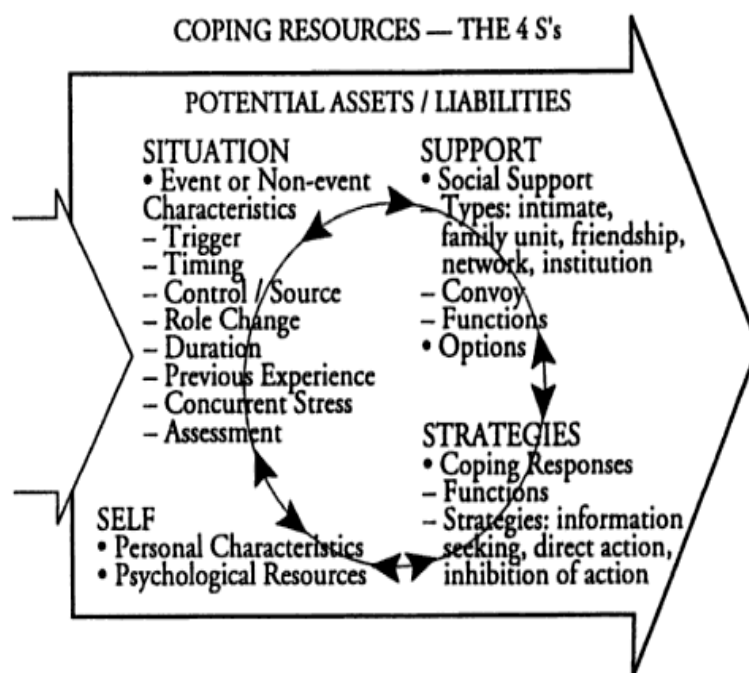 COPING RESOURCES — THE 4 S's
POTENTIAL ASSETS / LIABILITIES
SITUATION
• Event or Non-event
Characteristics
– Trigger
– Timing
– Control / Source
– Role Change
– Duration
– Previous Experience
– Concurrent Stress
– Assessment
SUPPORT
• Social Support
– Types: intimate,
family unit, friendship,
network, institution
– Convoy
– Functions
• Options
SELF
• Personal Characteristics
• Psychological Resources
STRATEGIES
• Coping Responses
– Functions
– Strategies: information
seeking, direct action,
inhibition of action